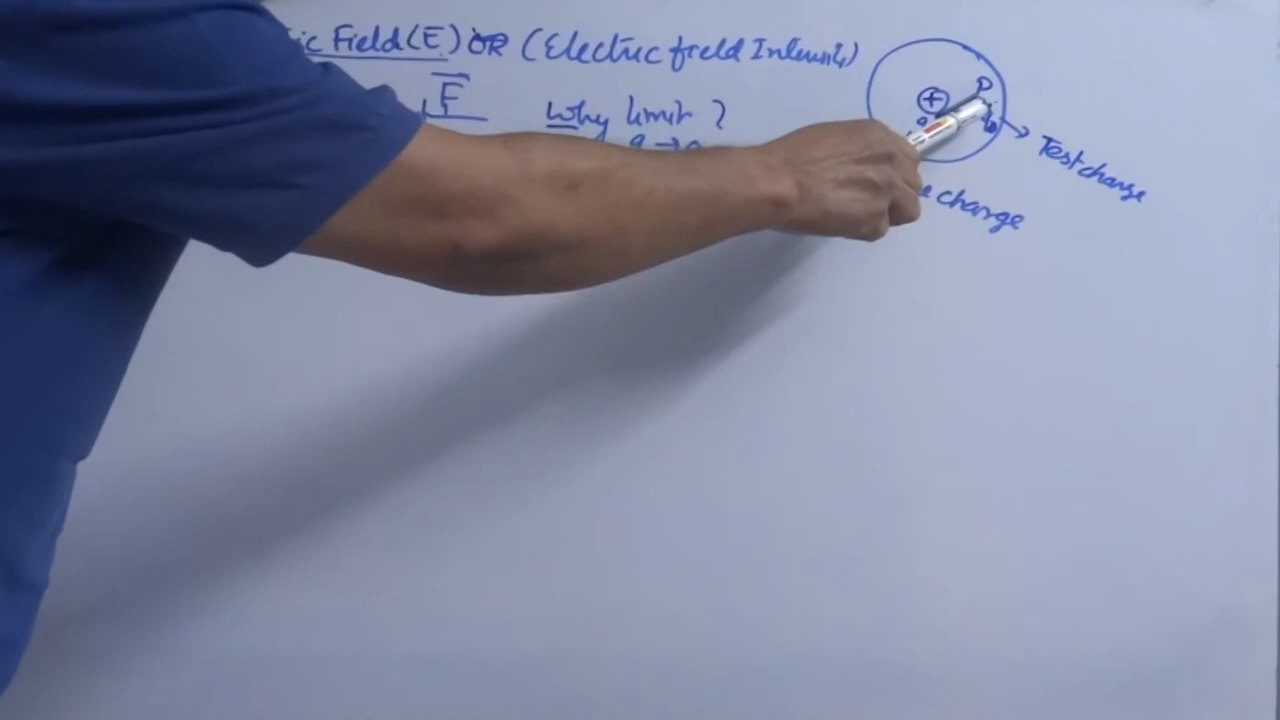 ic Field (E) OR (Electric field Intensity)
F
Why limit ?
q → 0
P
+
q
Test charge
e charge